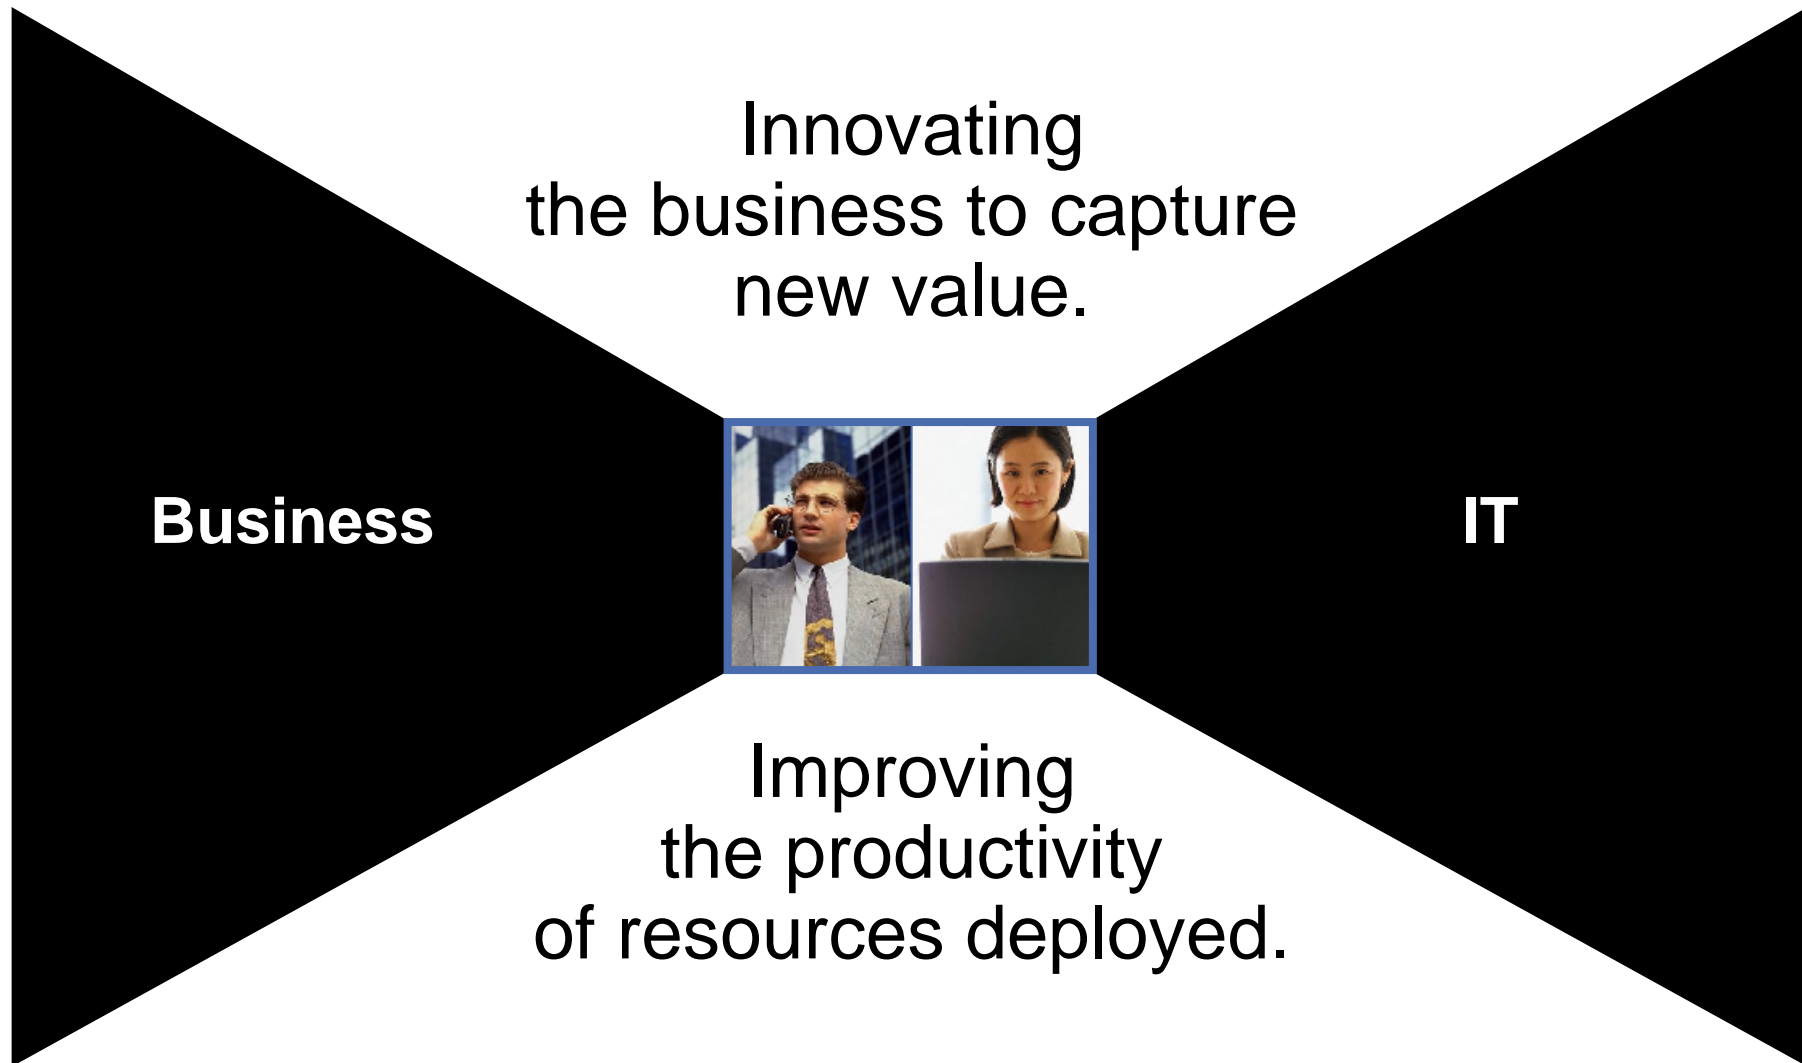 Innovating
the business to capture
new value.
Business
IT
Improving
the productivity
of resources deployed.